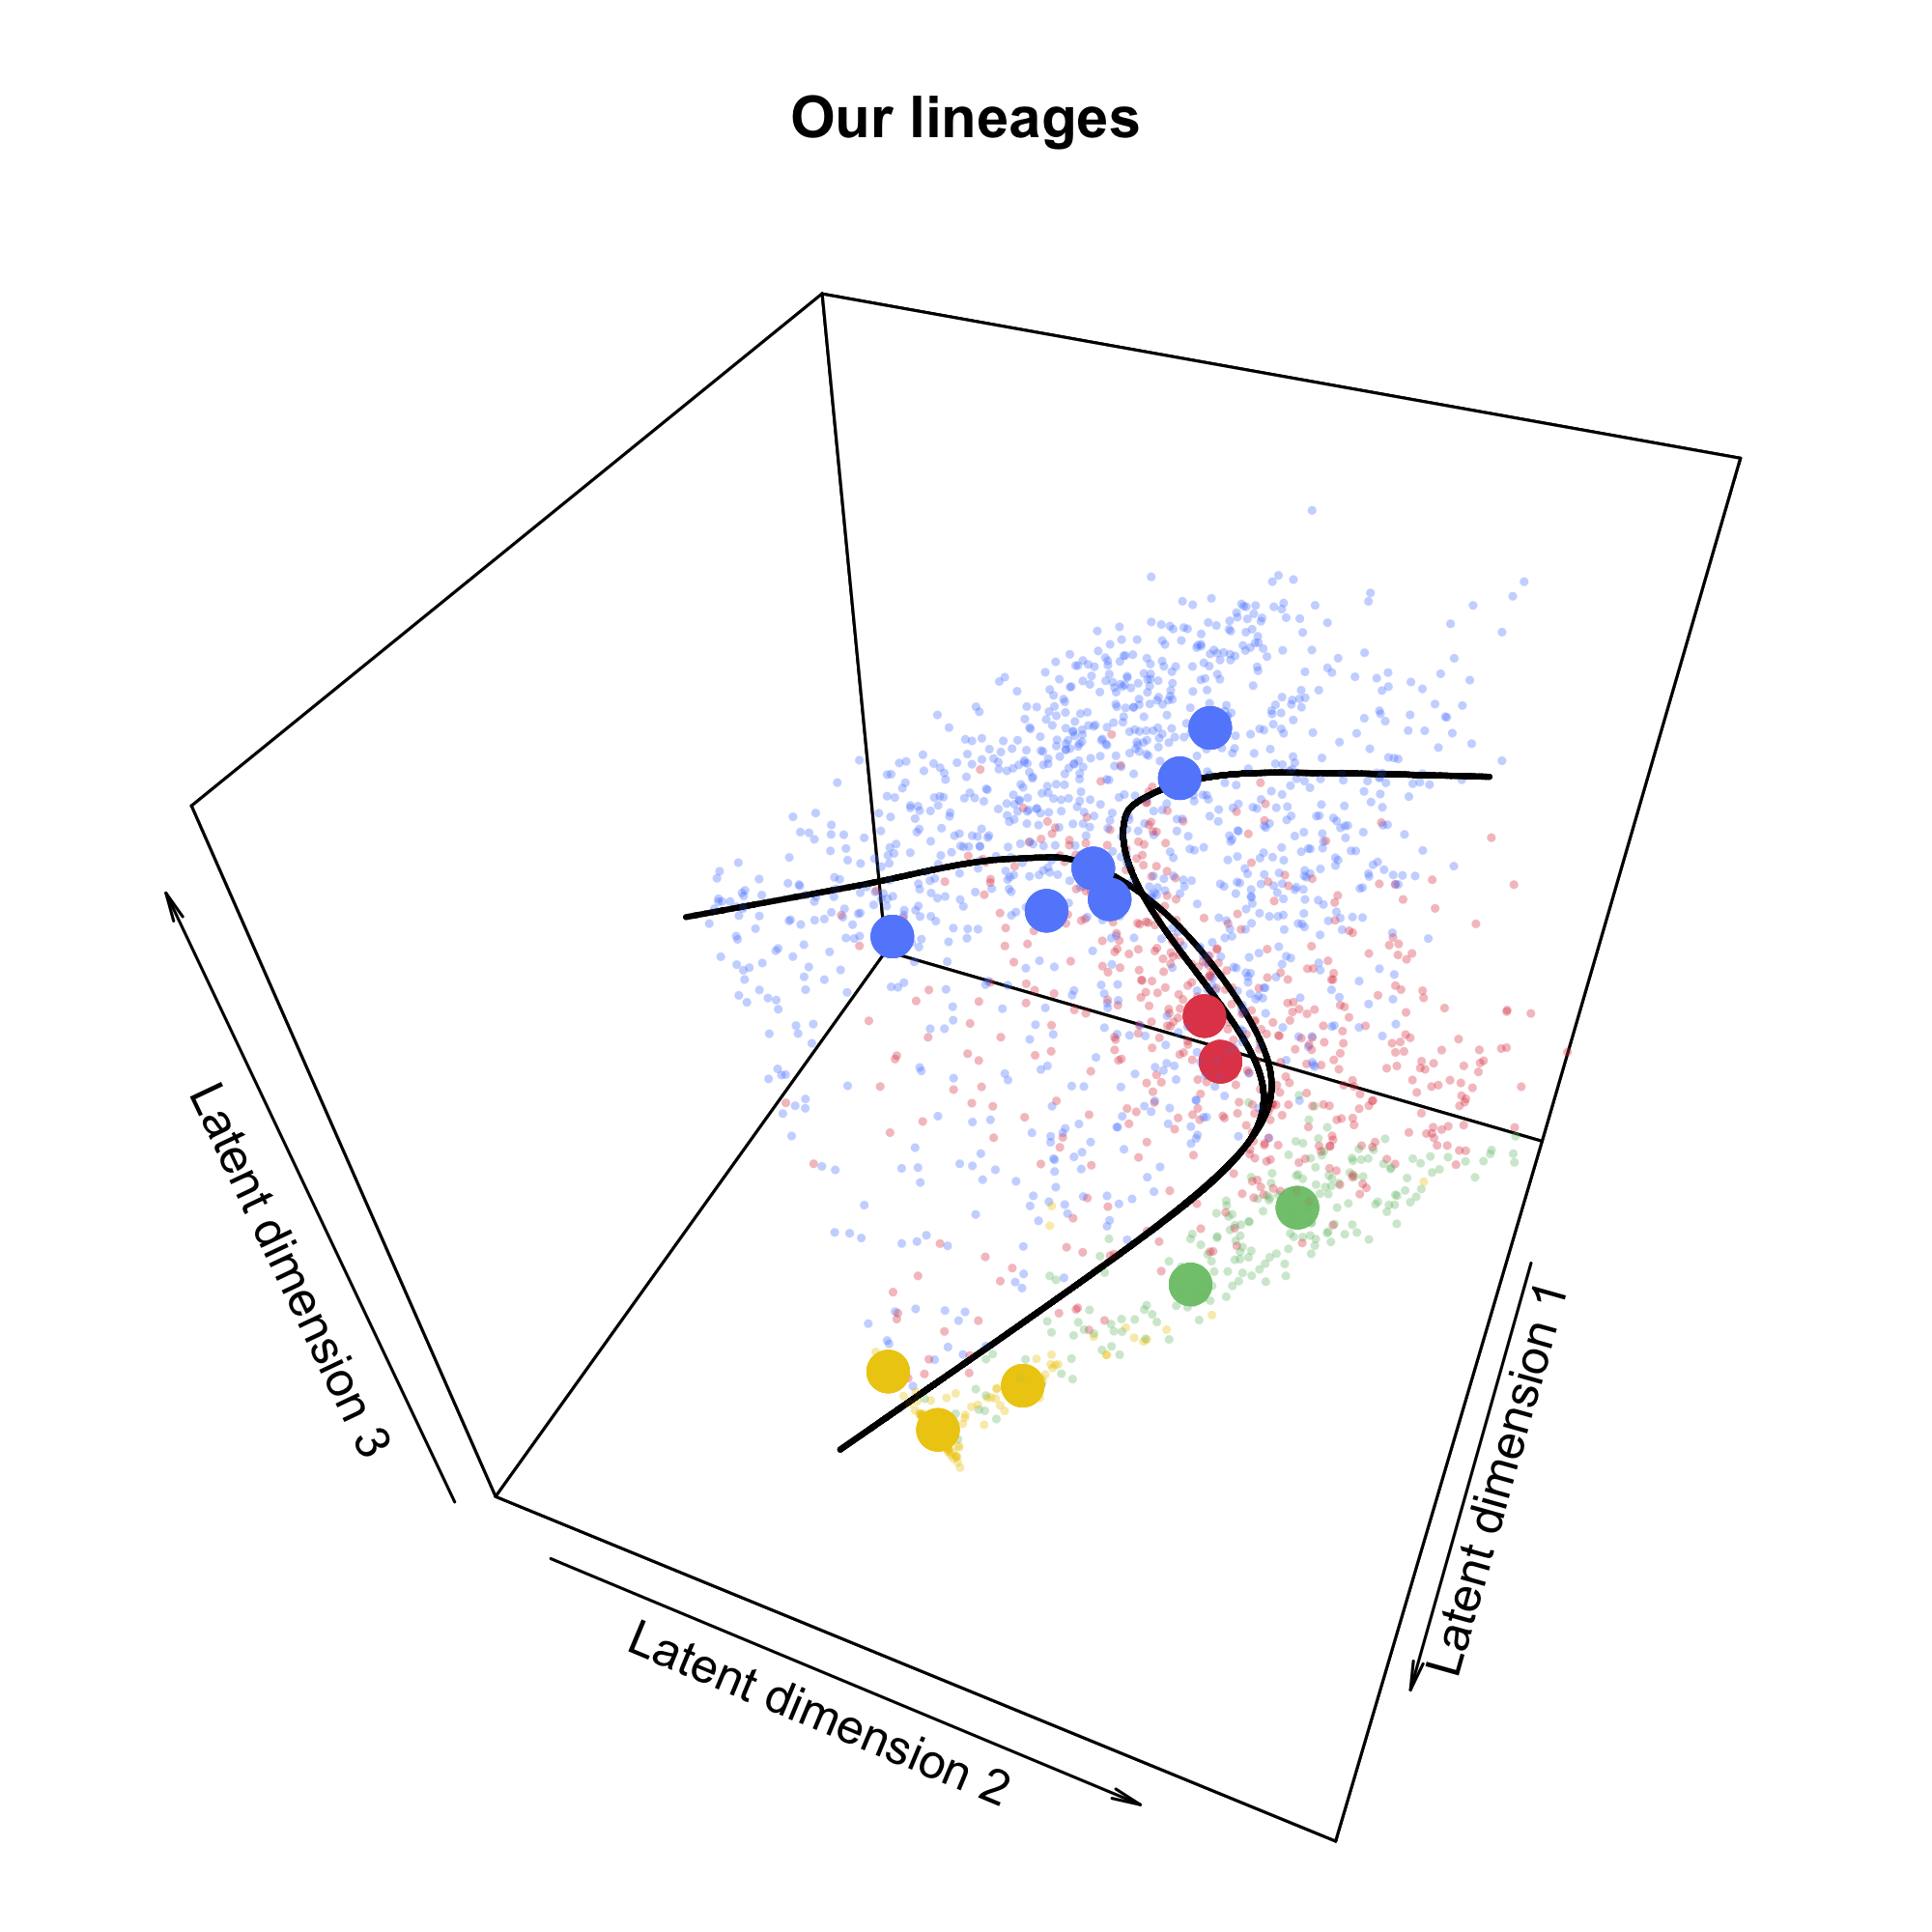 Our lineages
Latent dimension 3
Latent dimension 2
Latent dimension 1